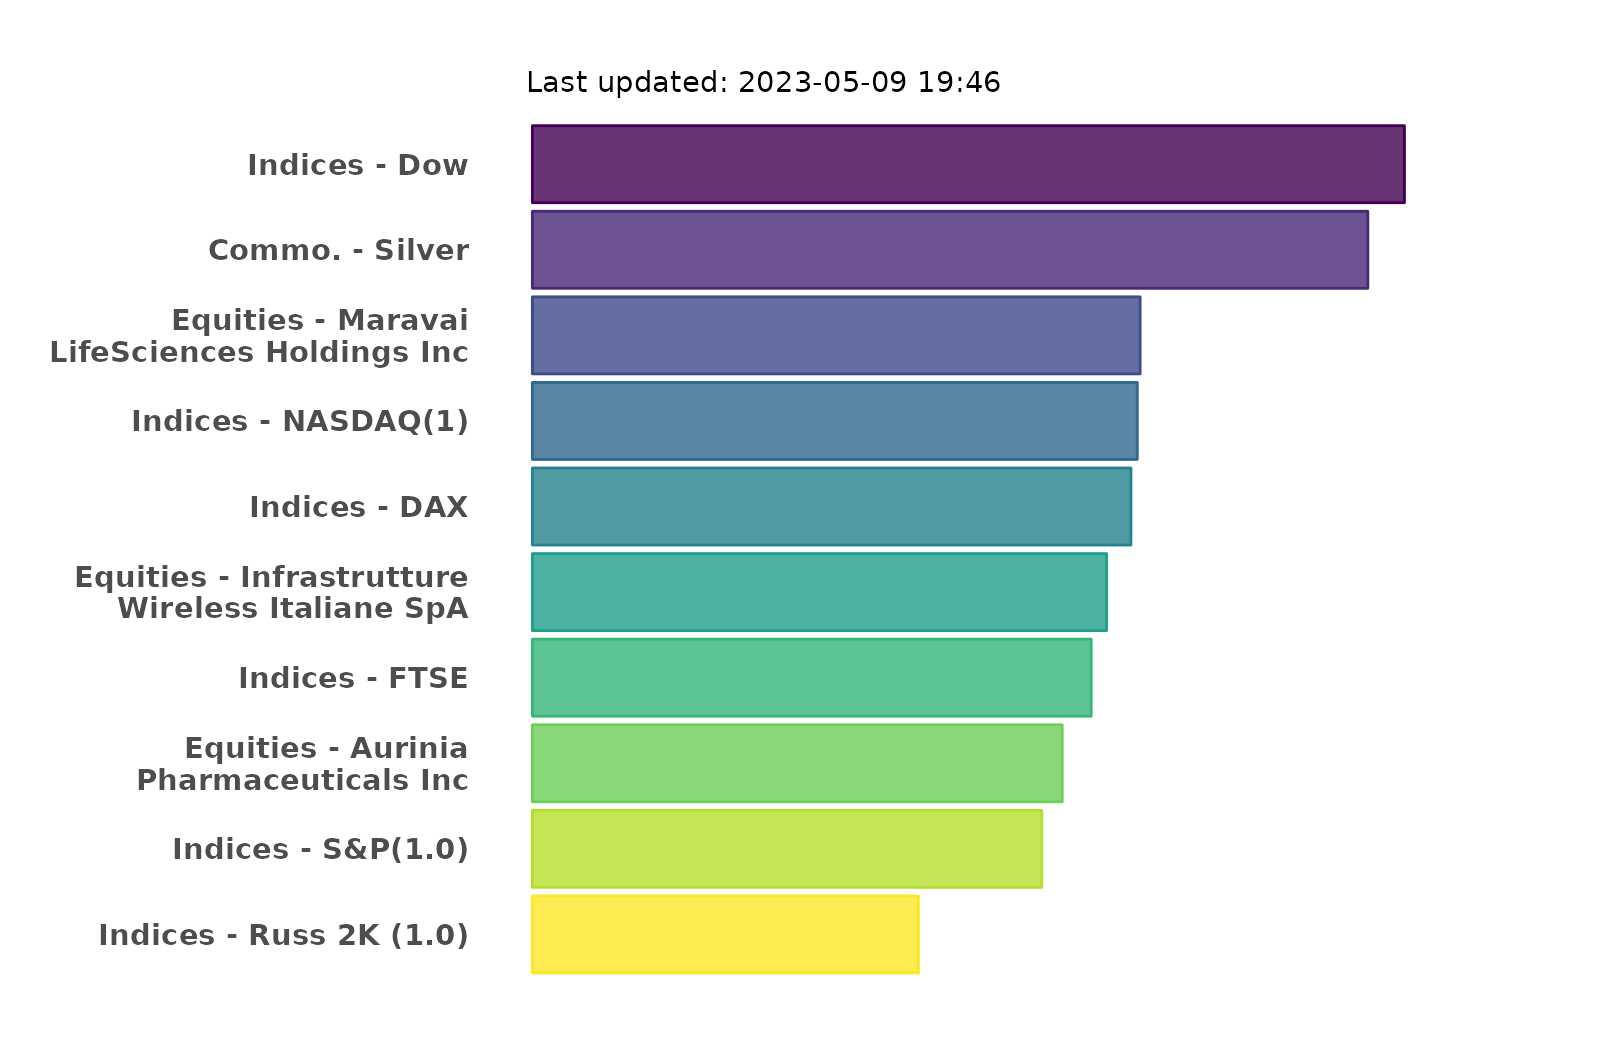 Last updated: 2023-05-09 19:46
Indices - Dow
Commo. - Silver
Equities - Maravai
LifeSciences Holdings Inc
Indices - NASDAQ(1)
Indices - DAX
Equities - Infrastrutture
Wireless Italiane SpA
Indices - FTSE
Equities - Aurinia
Pharmaceuticals Inc
Indices - S&P(1.0)
Indices - Russ 2K (1.0)